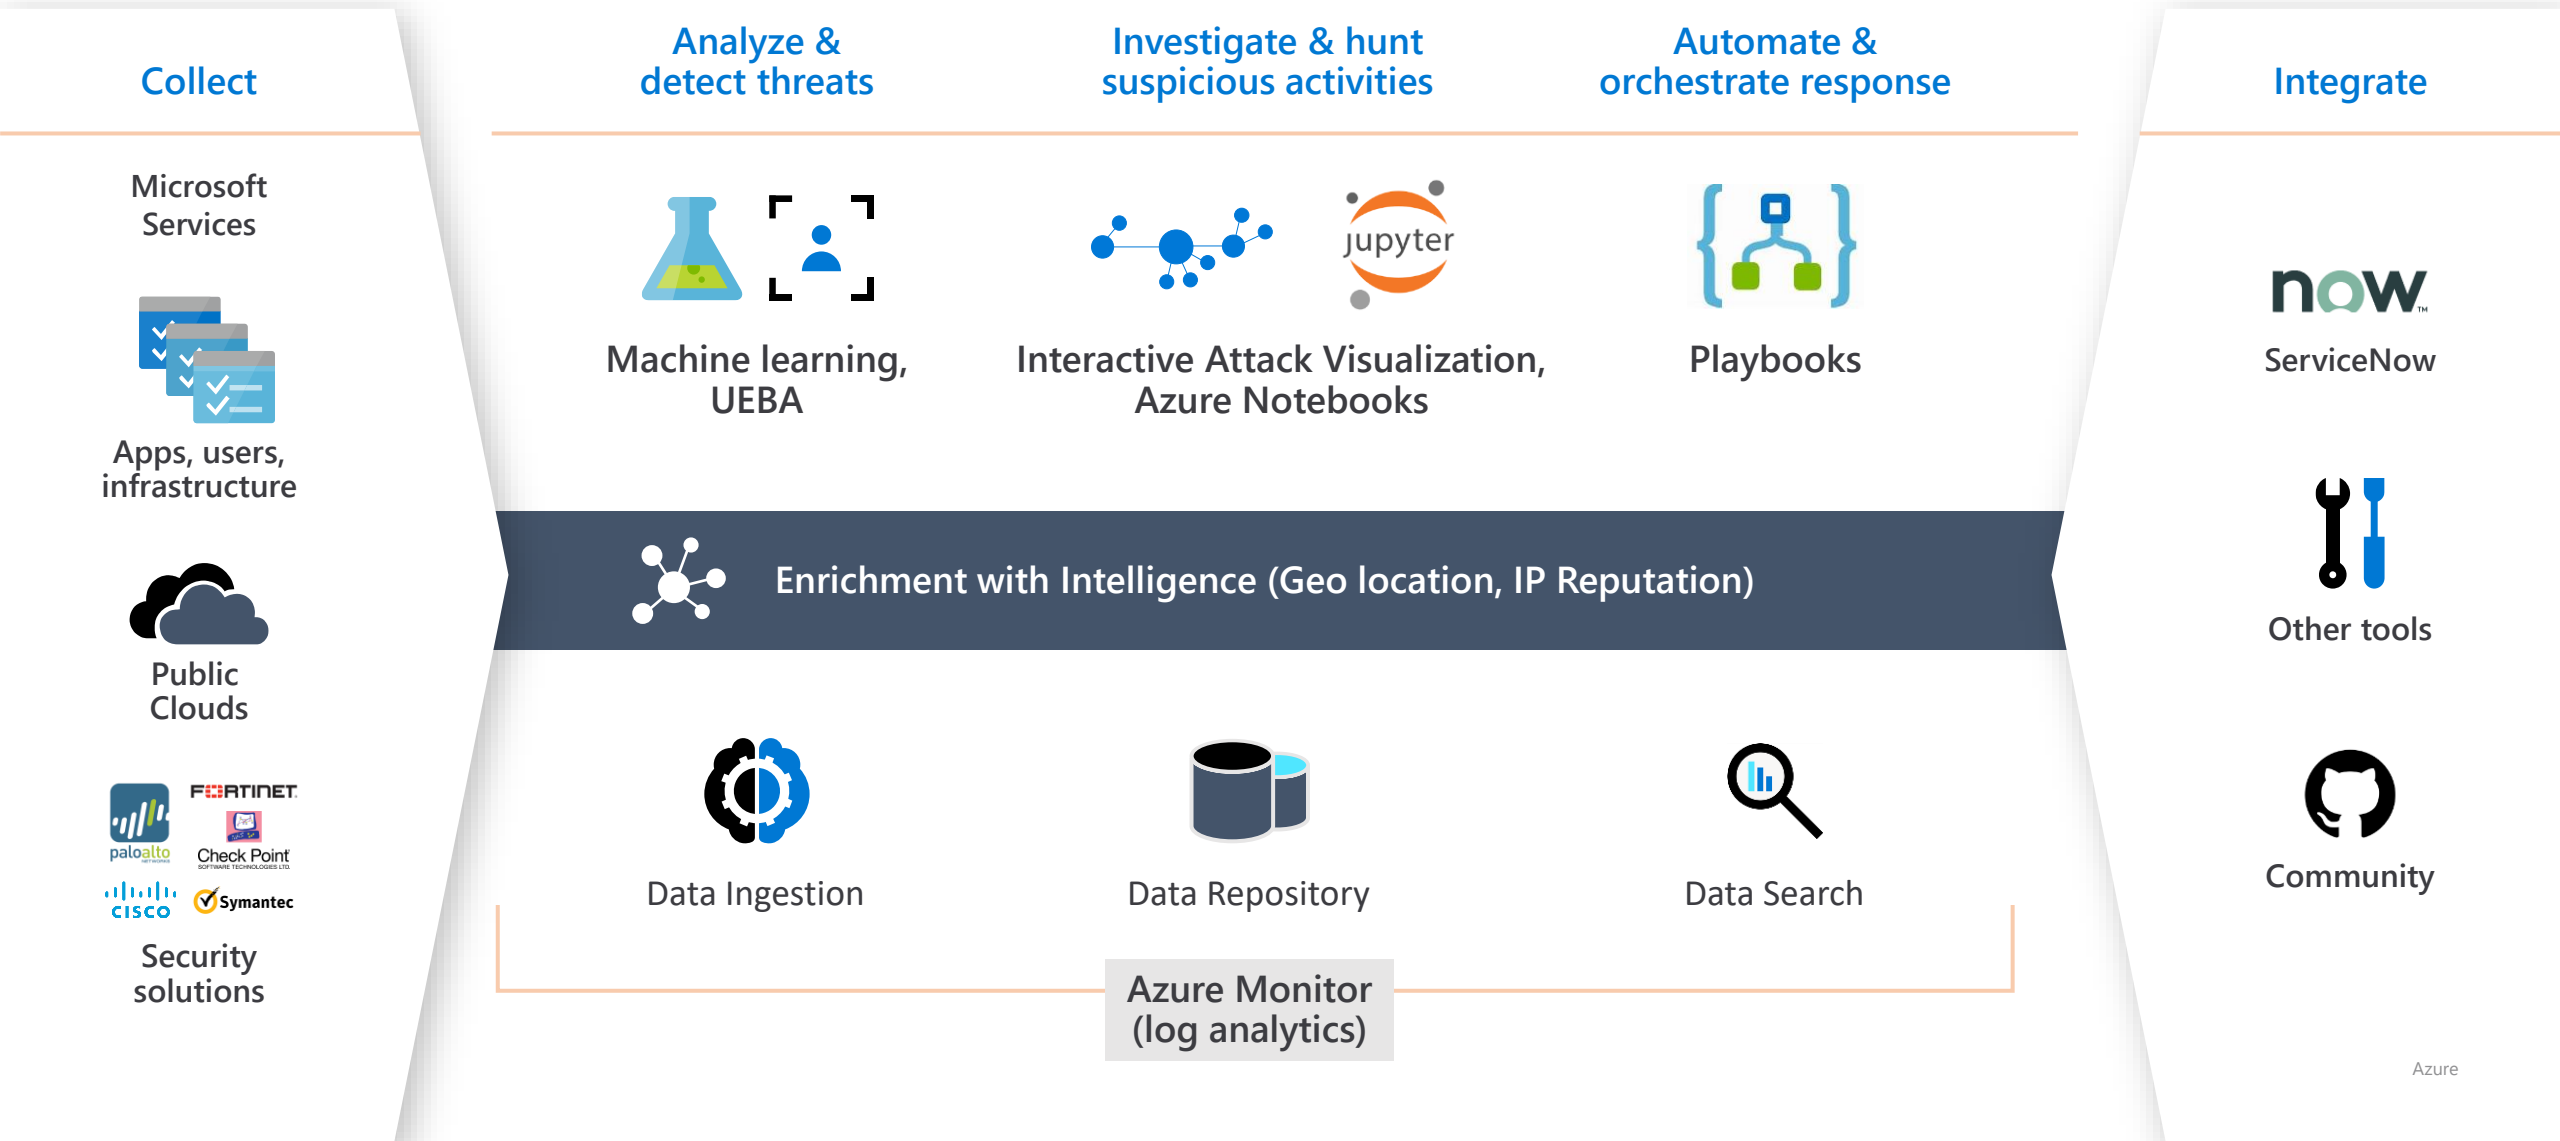 Collect
Microsoft
Services
Apps, users,
infrastructure
Public
Clouds
paloalto
NETWORKS
FORTINET
Check Point
SOFTWARE TECHNOLOGIES LTD.
CISCO
Symantec
Security
solutions
Analyze &
detect threats
Machine learning,
UEBA
Investigate & hunt
suspicious activities
jupyter
Interactive Attack Visualization,
Azure Notebooks
Automate &
orchestrate response
Playbooks
Enrichment with Intelligence (Geo location, IP Reputation)
Data Ingestion
Data Repository
Data Search
Azure Monitor
(log analytics)
Integrate
now™
ServiceNow
Other tools
Community
Azure